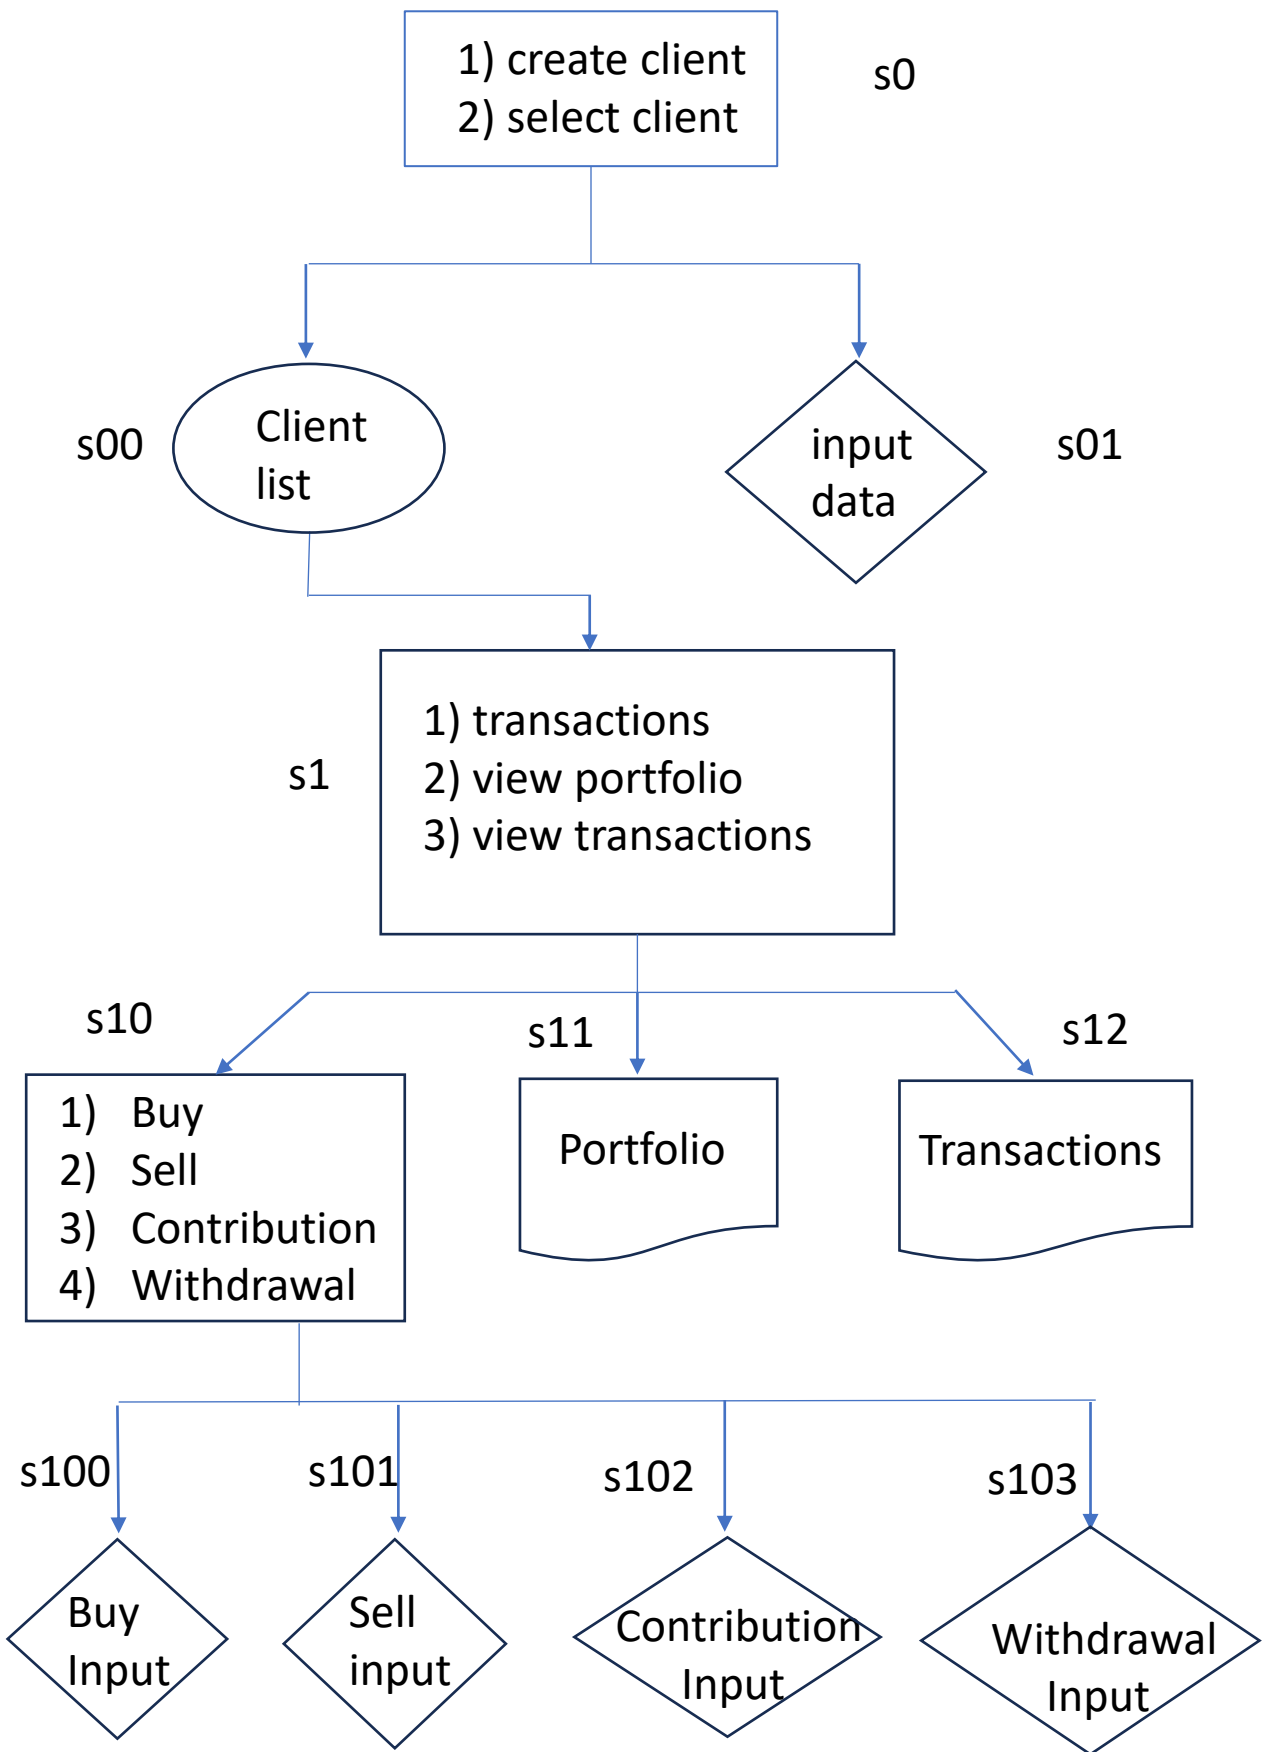 1) create client
2) select client
s0
s00
Client
list
input
data
s01
s1
1) transactions
2) view portfolio
3) view transactions
s10
s11
s12
1) Buy
2) Sell
3) Contribution
4) Withdrawal
Portfolio
Transactions
s100
s101
s102
s103
Buy
Input
Sell
input
Contribution
Input
Withdrawal
Input